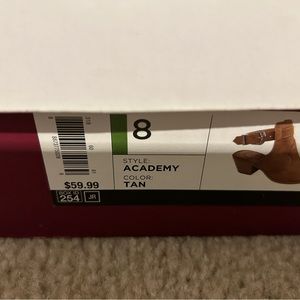 8
STYLE:
ACADEMY
COLOR:
TAN
$59.99
254 JR